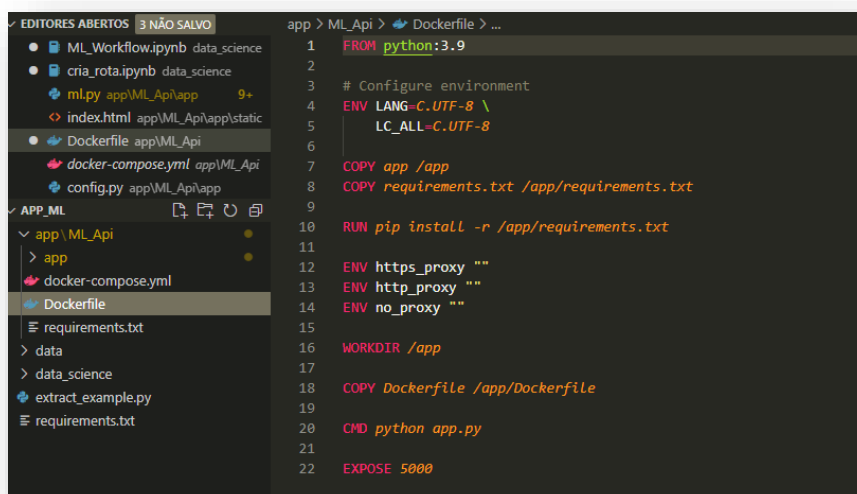 EDITORES ABERTOS 3 NÃO SALVO
ML_Workflow.ipynb data_science
cria_rota.ipynb data_science
ml.py app\ML_Api\app 9+
index.html app\ML_Api\app\static
Dockerfile app\ML_Api
docker-compose.yml app\ML_Api
config.py app\ML_Api\app
APP_ML
app\ML_Api
app
docker-compose.yml
Dockerfile
requirements.txt
data
data_science
extract_example.py
requirements.txt
app > ML_Api > Dockerfile > ...
1 FROM python:3.9
2
3 # Configure environment
4 ENV LANG=C.UTF-8 \
5 LC_ALL=C.UTF-8
6
7 COPY app /app
8 COPY requirements.txt /app/requirements.txt
9
10 RUN pip install -r /app/requirements.txt
11
12 ENV https_proxy ""
13 ENV http_proxy ""
14 ENV no_proxy ""
15
16 WORKDIR /app
17
18 COPY Dockerfile /app/Dockerfile
19
20 CMD python app.py
21
22 EXPOSE 5000